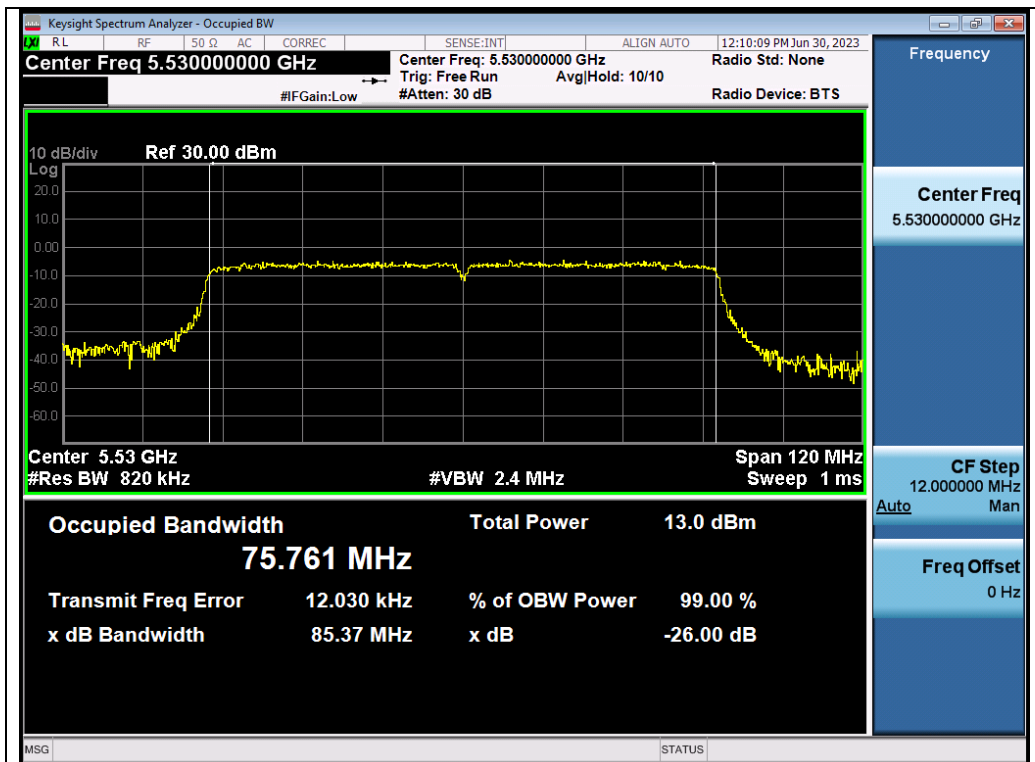 Keysight Spectrum Analyzer - Occupied BW
LXI RL RF 50 Ω AC CORREC SENSE:INT ALIGN AUTO 12:10:09 PM Jun 30, 2023
Center Freq 5.530000000 GHz
Center Freq: 5.530000000 GHz Radio Std: None
Trig: Free Run Avg|Hold: 10/10
#IFGain:Low #Atten: 30 dB Radio Device: BTS
10 dB/div Ref 30.00 dBm
Log
20.0
10.0
0.00
-10.0
-20.0
-30.0
-40.0
-50.0
-60.0
Center 5.53 GHz Span 120 MHz
#Res BW 820 kHz #VBW 2.4 MHz Sweep 1 ms
Occupied Bandwidth Total Power 13.0 dBm
75.761 MHz
Transmit Freq Error 12.030 kHz % of OBW Power 99.00 %
x dB Bandwidth 85.37 MHz x dB -26.00 dB
Frequency
Center Freq
5.530000000 GHz
CF Step
12.000000 MHz
Auto Man
Freq Offset
0 Hz
MSG STATUS